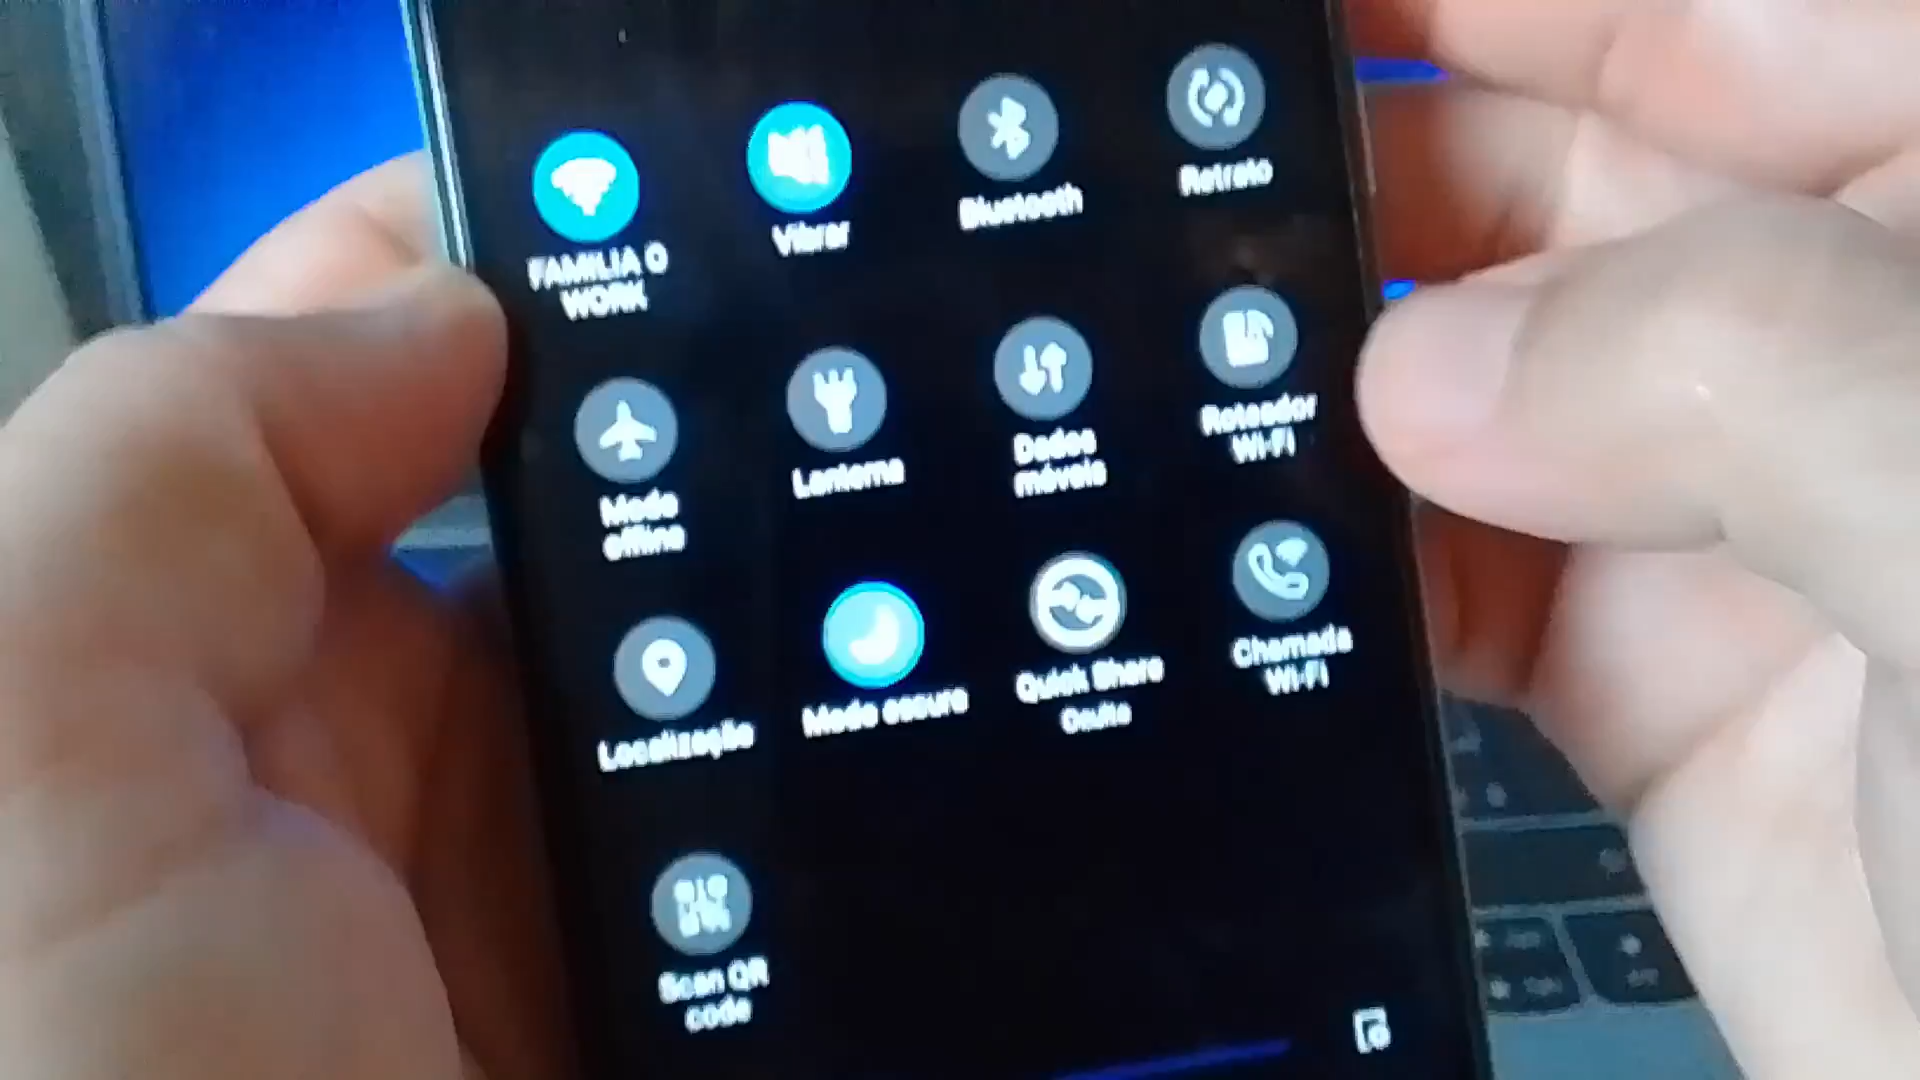 FAMILIA O
WORK
Vibrar
Bluetooth
Retrato
Modo
offline
Lanterna
Dados
móveis
Roteador
Wi-Fi
Localização
Modo escuro
Quick Share
Oculto
Chamada
Wi-Fi
Scan QR
code